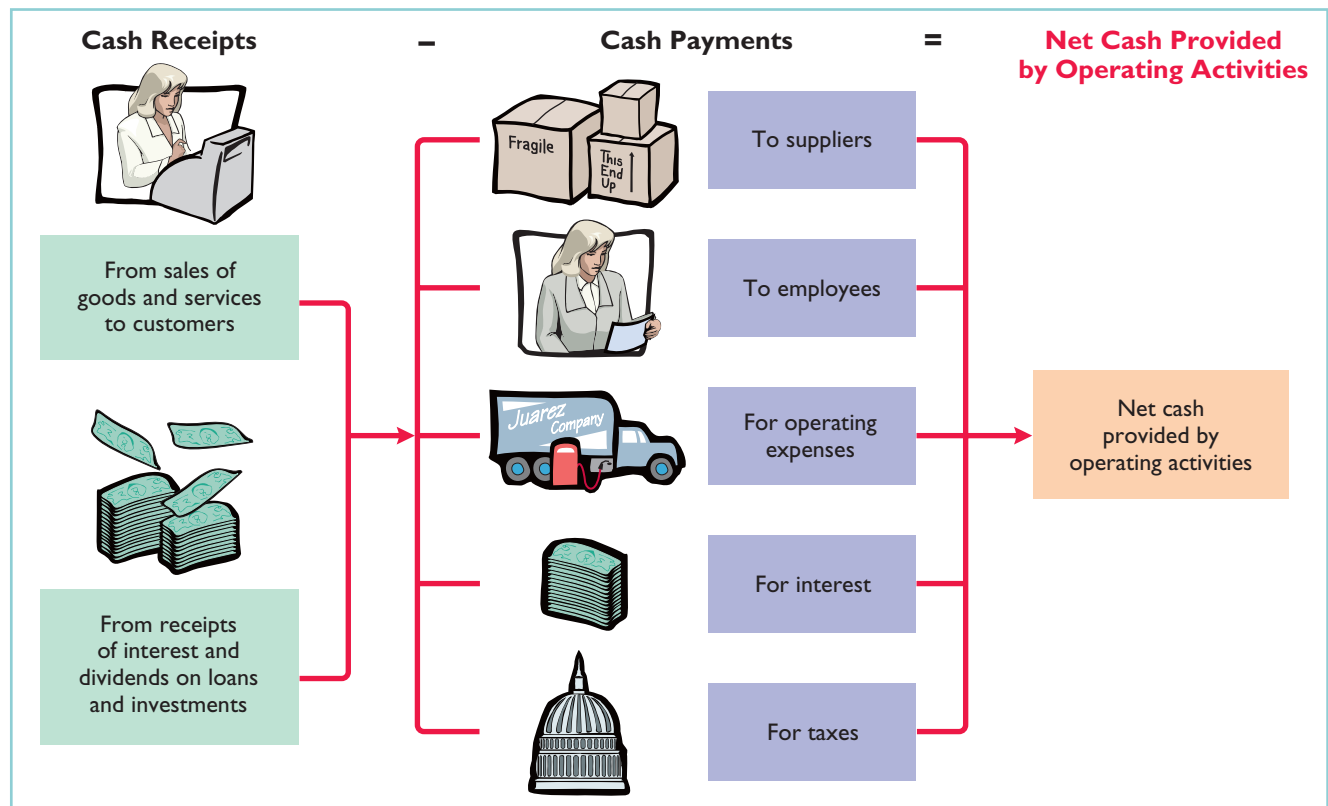 Cash Receipts – Cash Payments = Net Cash Provided
by Operating Activities
From sales of
goods and services
to customers
From receipts
of interest and
dividends on loans
and investments
Fragile
This
End
Up
To suppliers
To employees
Juarez
Company
For operating
expenses
For interest
For taxes
Net cash
provided by
operating activities